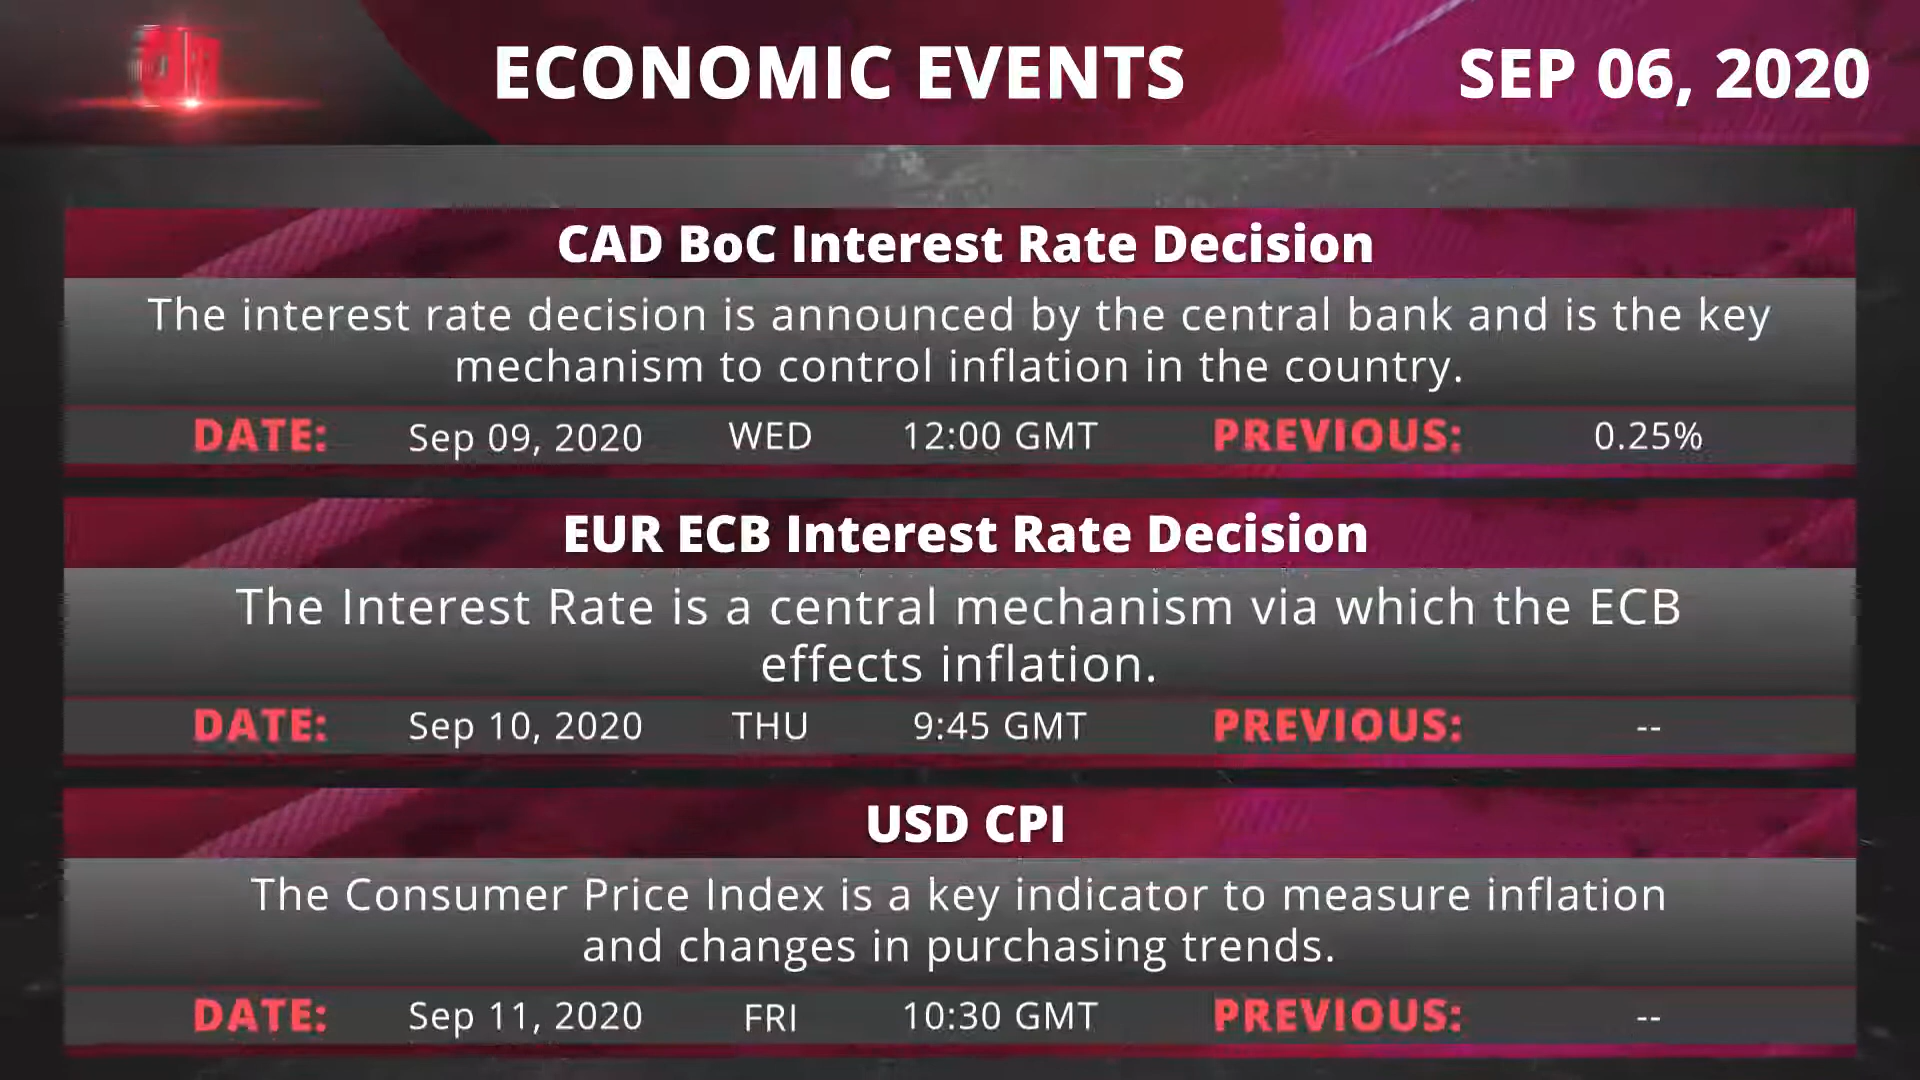 ECONOMIC EVENTS
SEP 06, 2020
CAD BoC Interest Rate Decision
The interest rate decision is announced by the central bank and is the key
mechanism to control inflation in the country.
DATE: Sep 09, 2020 WED 12:00 GMT PREVIOUS: 0.25%
EUR ECB Interest Rate Decision
The Interest Rate is a central mechanism via which the ECB
effects inflation.
DATE: Sep 10, 2020 THU 9:45 GMT PREVIOUS: --
USD CPI
The Consumer Price Index is a key indicator to measure inflation
and changes in purchasing trends.
DATE: Sep 11, 2020 FRI 10:30 GMT PREVIOUS: --